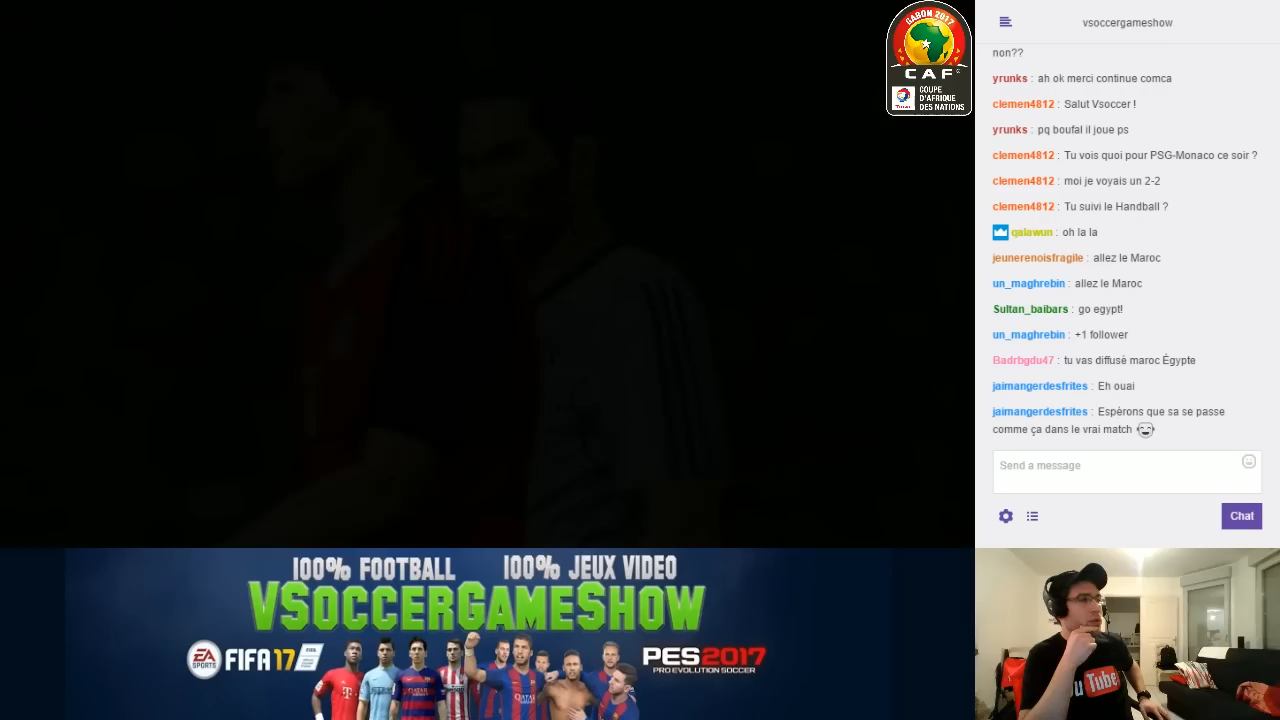 GABON 2017
CAF
TOTAL
COUPE
D'AFRIQUE
DES NATIONS
vsoccergameshow
non??
yrunks : ah ok merci continue comca
clemen4812 : Salut Vsoccer !
yrunks : pq boufal il joue ps
clemen4812 : Tu vois quoi pour PSG-Monaco ce soir ?
clemen4812 : moi je voyais un 2-2
clemen4812 : Tu suivi le Handball ?
qalawun : oh la la
jeunerenoisfragile : allez le Maroc
un_maghrebin : allez le Maroc
Sultan_baibars : go egypt!
un_maghrebin : +1 follower
Badrbgdu47 : tu vas diffusé maroc Égypte
jaimangerdesfrites : Eh ouai
jaimangerdesfrites : Espérons que sa se passe
comme ça dans le vrai match
Send a message
Chat
100% FOOTBALL 100% JEUX VIDEO
VSOCCERGAMESHOW
EA
SPORTS
FIFA 17
PES2017
PRO EVOLUTION SOCCER
You Tube